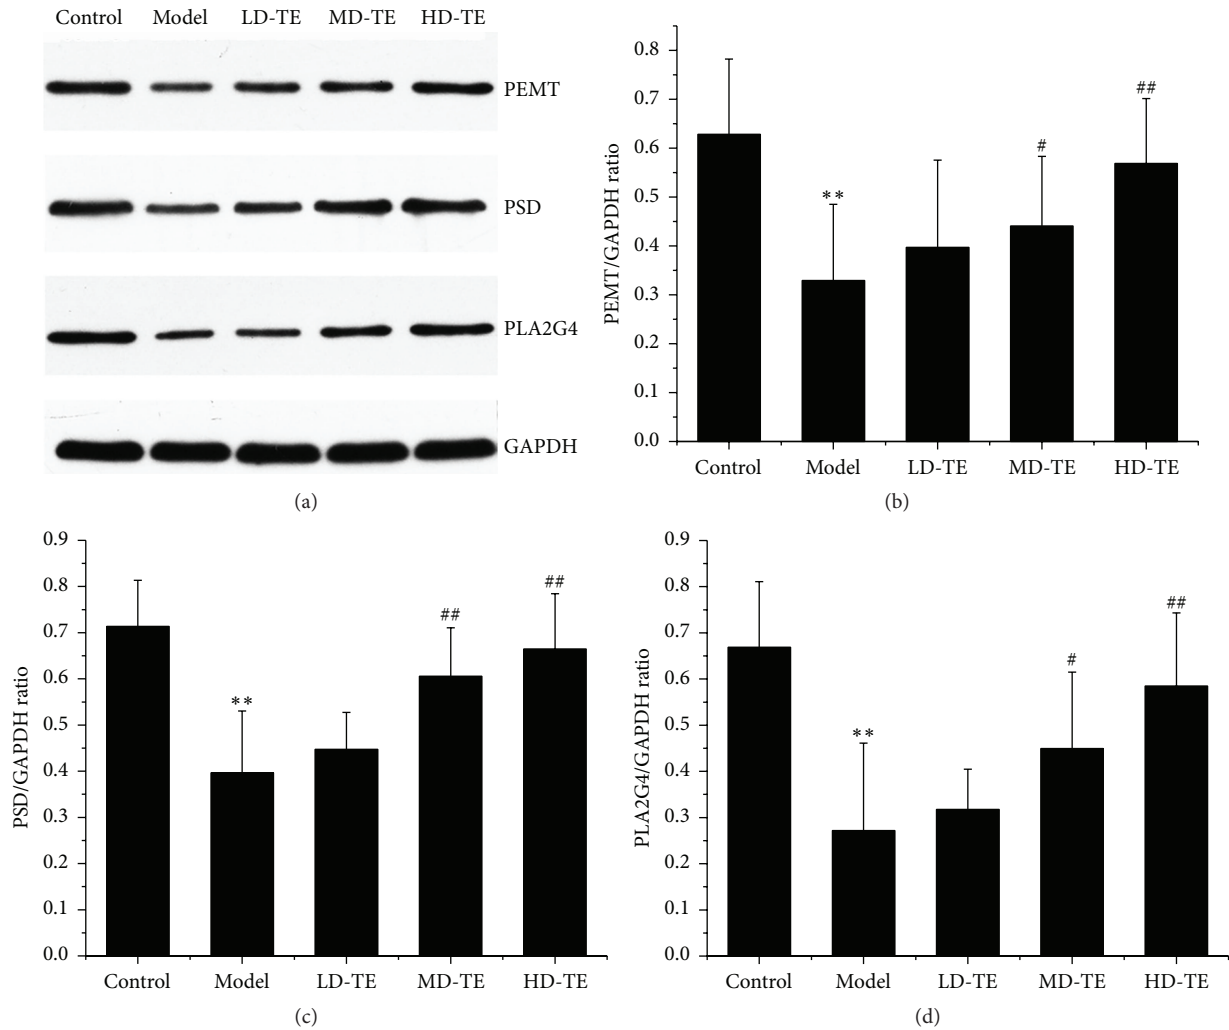 Control Model LD-TE MD-TE HD-TE
PEMT
PSD
PLA2G4
GAPDH
(a)
PEMT/GAPDH ratio
0.8
0.7
0.6
0.5
0.4
0.3
0.2
0.1
0.0
**
#
##
Control Model LD-TE MD-TE HD-TE
(b)
PSD/GAPDH ratio
0.9
0.8
0.7
0.6
0.5
0.4
0.3
0.2
0.1
0.0
**
##
##
Control Model LD-TE MD-TE HD-TE
(c)
PLA2G4/GAPDH ratio
0.9
0.8
0.7
0.6
0.5
0.4
0.3
0.2
0.1
0.0
**
#
##
Control Model LD-TE MD-TE HD-TE
(d)